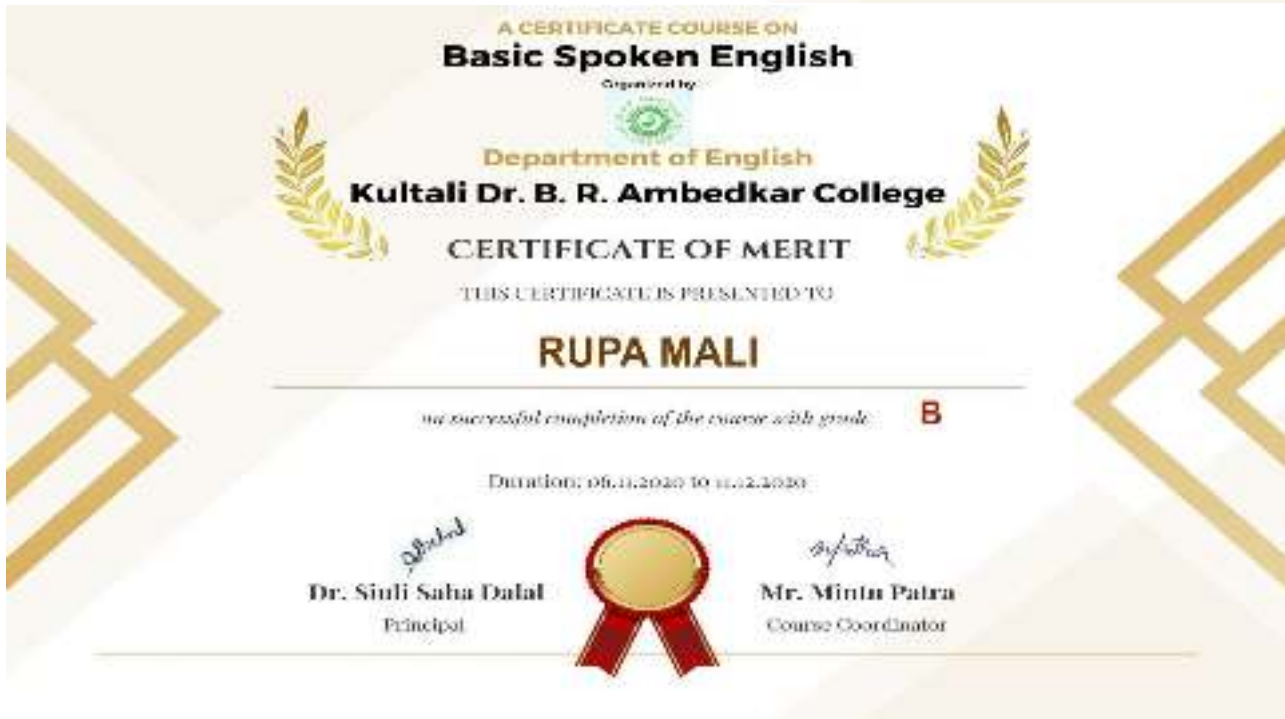 A CERTIFICATE COURSE ON
Basic Spoken English
Organized by
Department of English
Kultali Dr. B. R. Ambedkar College
CERTIFICATE OF MERIT
THIS CERTIFICATE IS PRESENTED TO
RUPA MALI
on successful completion of the course with grade B
Duration: 06.11.2020 to 11.12.2020
Dr. Siuli Saha Dalal
Principal
Mr. Mintu Patra
Course Coordinator